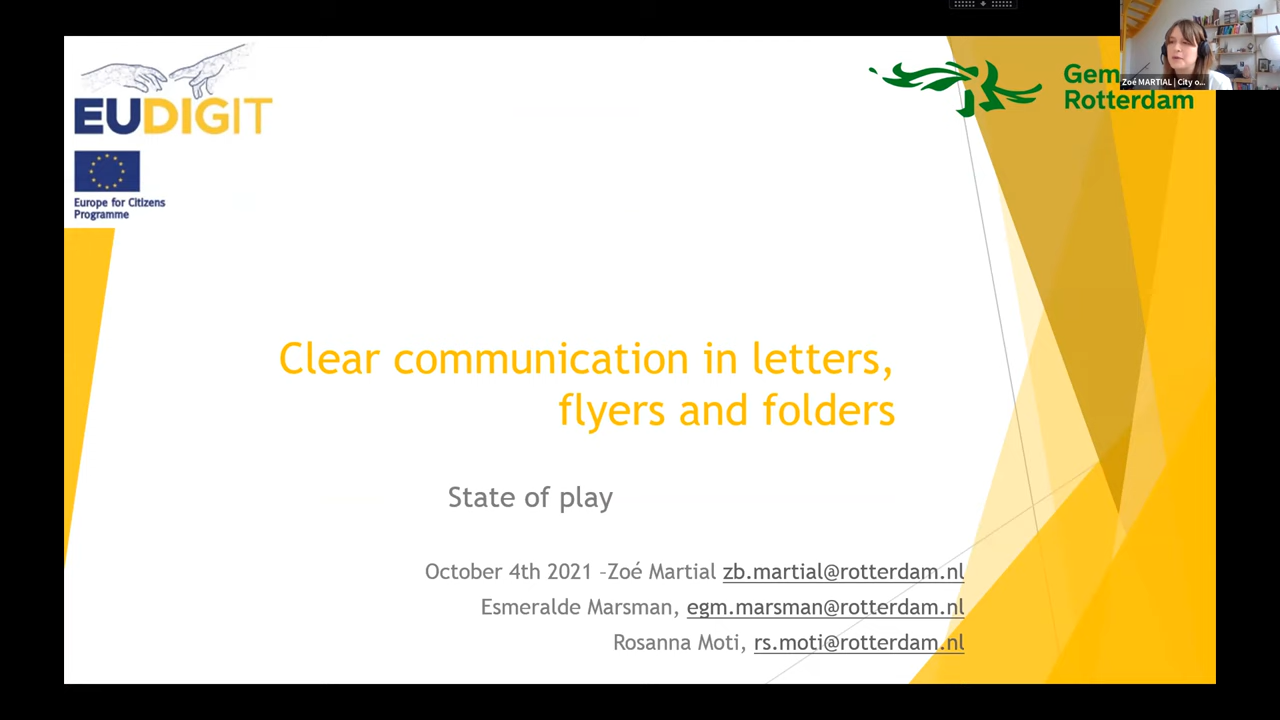 EUDIGIT
Europe for Citizens
Programme
Gem
Rotterdam
Zoé MARTIAL | City o...
Clear communication in letters,
flyers and folders
State of play
October 4th 2021 –Zoé Martial zb.martial@rotterdam.nl
Esmeralde Marsman, egm.marsman@rotterdam.nl
Rosanna Moti, rs.moti@rotterdam.nl